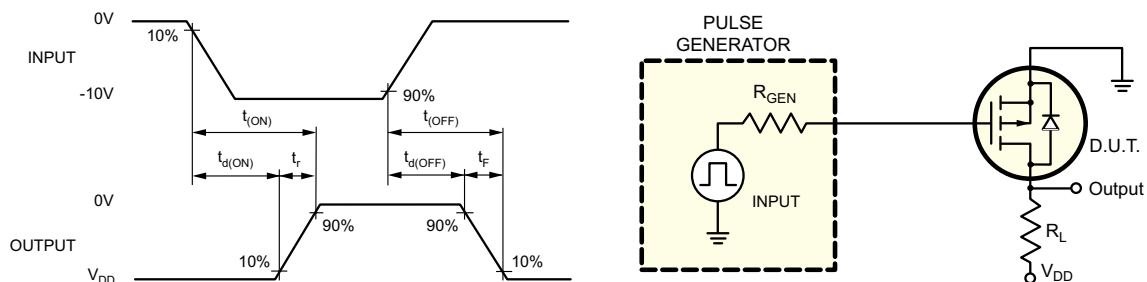 0V
10%
INPUT
-10V
90%
t(ON)
t(OFF)
td(ON)
tr
td(OFF)
tF
0V
90%
90%
OUTPUT
10%
10%
VDD
PULSE
GENERATOR
RGEN
INPUT
D.U.T.
Output
RL
VDD